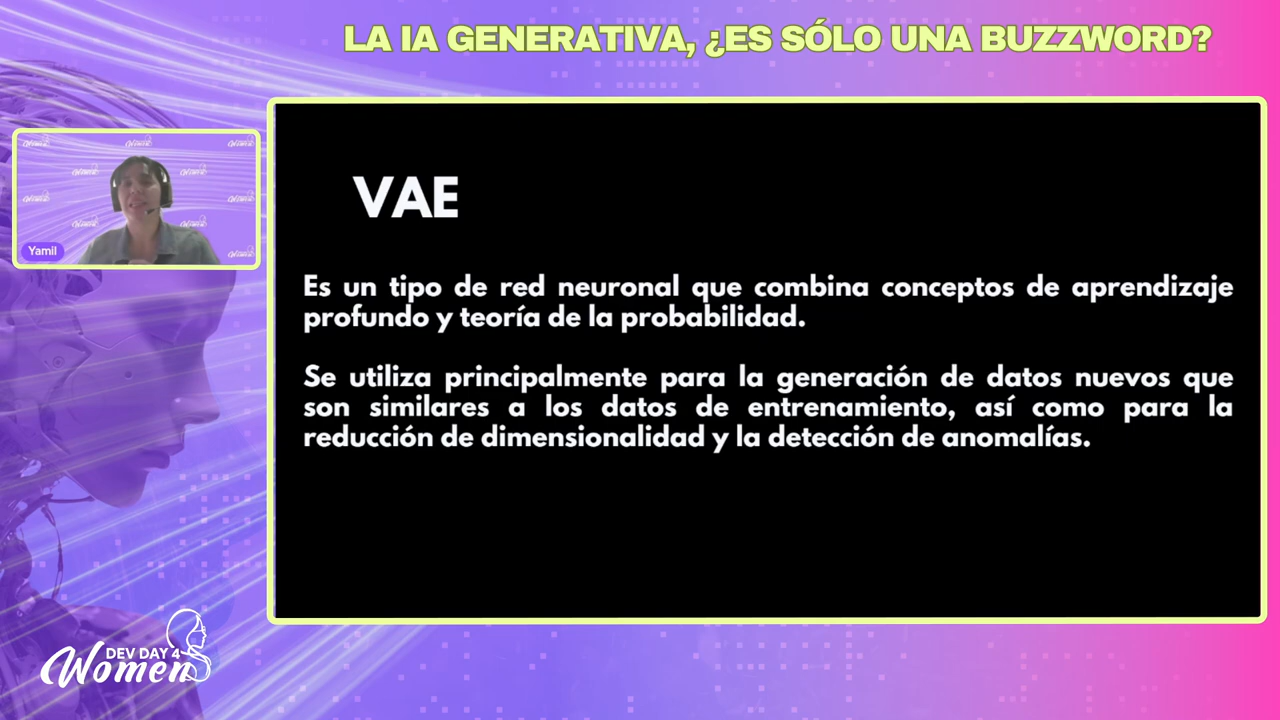 LA IA GENERATIVA, ¿ES SÓLO UNA BUZZWORD?
Yamil
VAE
Es un tipo de red neuronal que combina conceptos de aprendizaje
profundo y teoría de la probabilidad.
Se utiliza principalmente para la generación de datos nuevos que
son similares a los datos de entrenamiento, así como para la
reducción de dimensionalidad y la detección de anomalías.
DEV DAY 4
Women